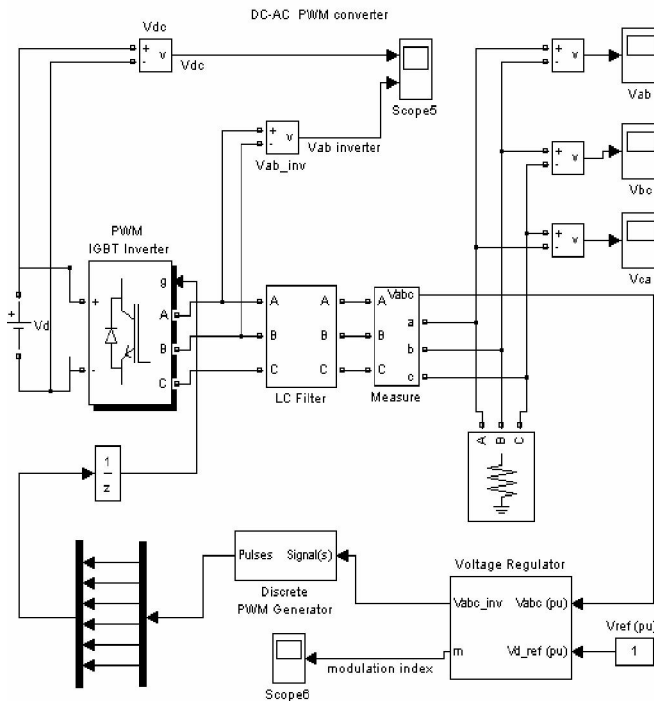 DC-AC PWM converter
Vdc
+
-
v
Vdc
Scope5
+
-
v
Vab_inv
Vab inverter
+
-
v
Vab
+
-
v
Vbc
+
-
v
Vca
PWM
IGBT Inverter
+
Vd
+
-
g
A
B
C
A
B
C
A
B
C
LC Filter
A
B
C
Vabc
a
b
c
Measure
A
B
C
1
z
Pulses
Signal(s)
Discrete
PWM Generator
Voltage Regulator
Vabc_inv
Vabc (pu)
m
Vd_ref (pu)
Vref (pu)
1
modulation index
Scope6